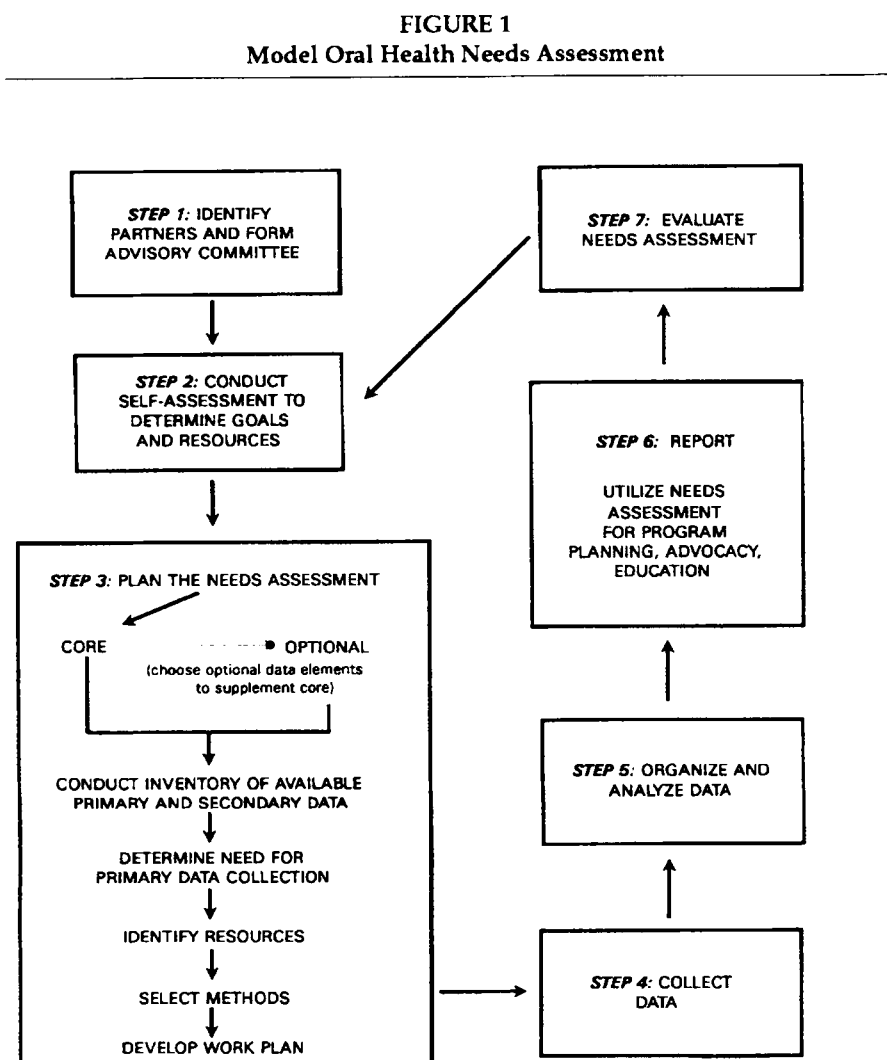 FIGURE 1
Model Oral Health Needs Assessment
STEP 1: IDENTIFY
PARTNERS AND FORM
ADVISORY COMMITTEE
STEP 2: CONDUCT
SELF-ASSESSMENT TO
DETERMINE GOALS
AND RESOURCES
STEP 3: PLAN THE NEEDS ASSESSMENT
CORE
OPTIONAL
(choose optional data elements
to supplement core)
CONDUCT INVENTORY OF AVAILABLE
PRIMARY AND SECONDARY DATA
DETERMINE NEED FOR
PRIMARY DATA COLLECTION
IDENTIFY RESOURCES
SELECT METHODS
DEVELOP WORK PLAN
STEP 4: COLLECT
DATA
STEP 5: ORGANIZE AND
ANALYZE DATA
STEP 6: REPORT
UTILIZE NEEDS
ASSESSMENT
FOR PROGRAM
PLANNING, ADVOCACY,
EDUCATION
STEP 7: EVALUATE
NEEDS ASSESSMENT